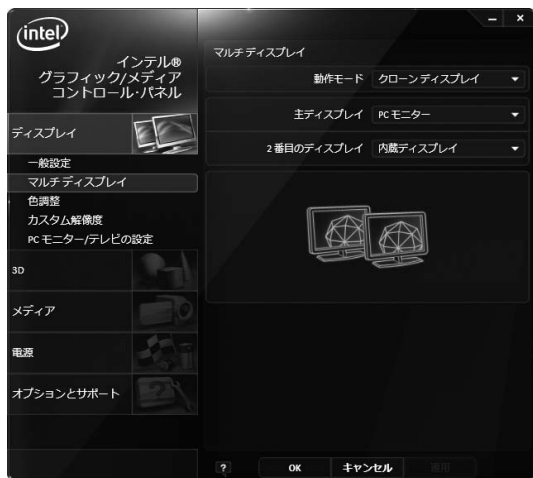 intel
インテル®
グラフィック/メディア
コントロール・パネル
ディスプレイ
一般設定
マルチ ディスプレイ
色調整
カスタム解像度
PC モニター/テレビの設定
3D
メディア
電源
オプションとサポート
マルチ ディスプレイ
動作モード クローン ディスプレイ
主ディスプレイ PC モニター
2 番目のディスプレイ 内蔵ディスプレイ
? OK キャンセル 適用